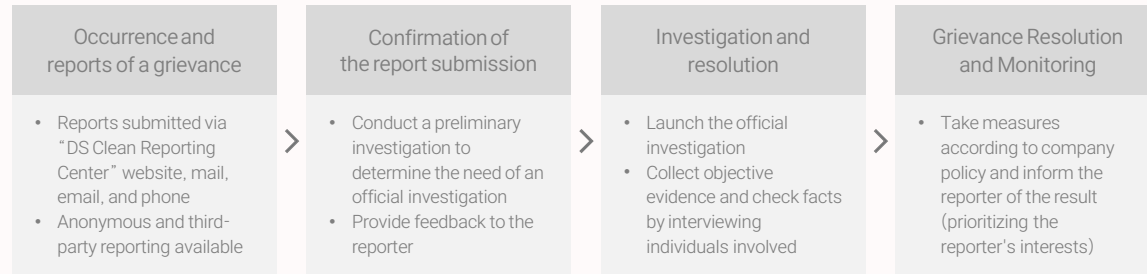 Occurrence and
reports of a grievance
• Reports submitted via
“DS Clean Reporting
Center” website, mail,
email, and phone
• Anonymous and third-
party reporting available
Confirmation of
the report submission
• Conduct a preliminary
investigation to
determine the need of an
official investigation
• Provide feedback to the
reporter
Investigation and
resolution
• Launch the official
investigation
• Collect objective
evidence and check facts
by interviewing
individuals involved
Grievance Resolution
and Monitoring
• Take measures
according to company
policy and inform the
reporter of the result
(prioritizing the
reporter's interests)